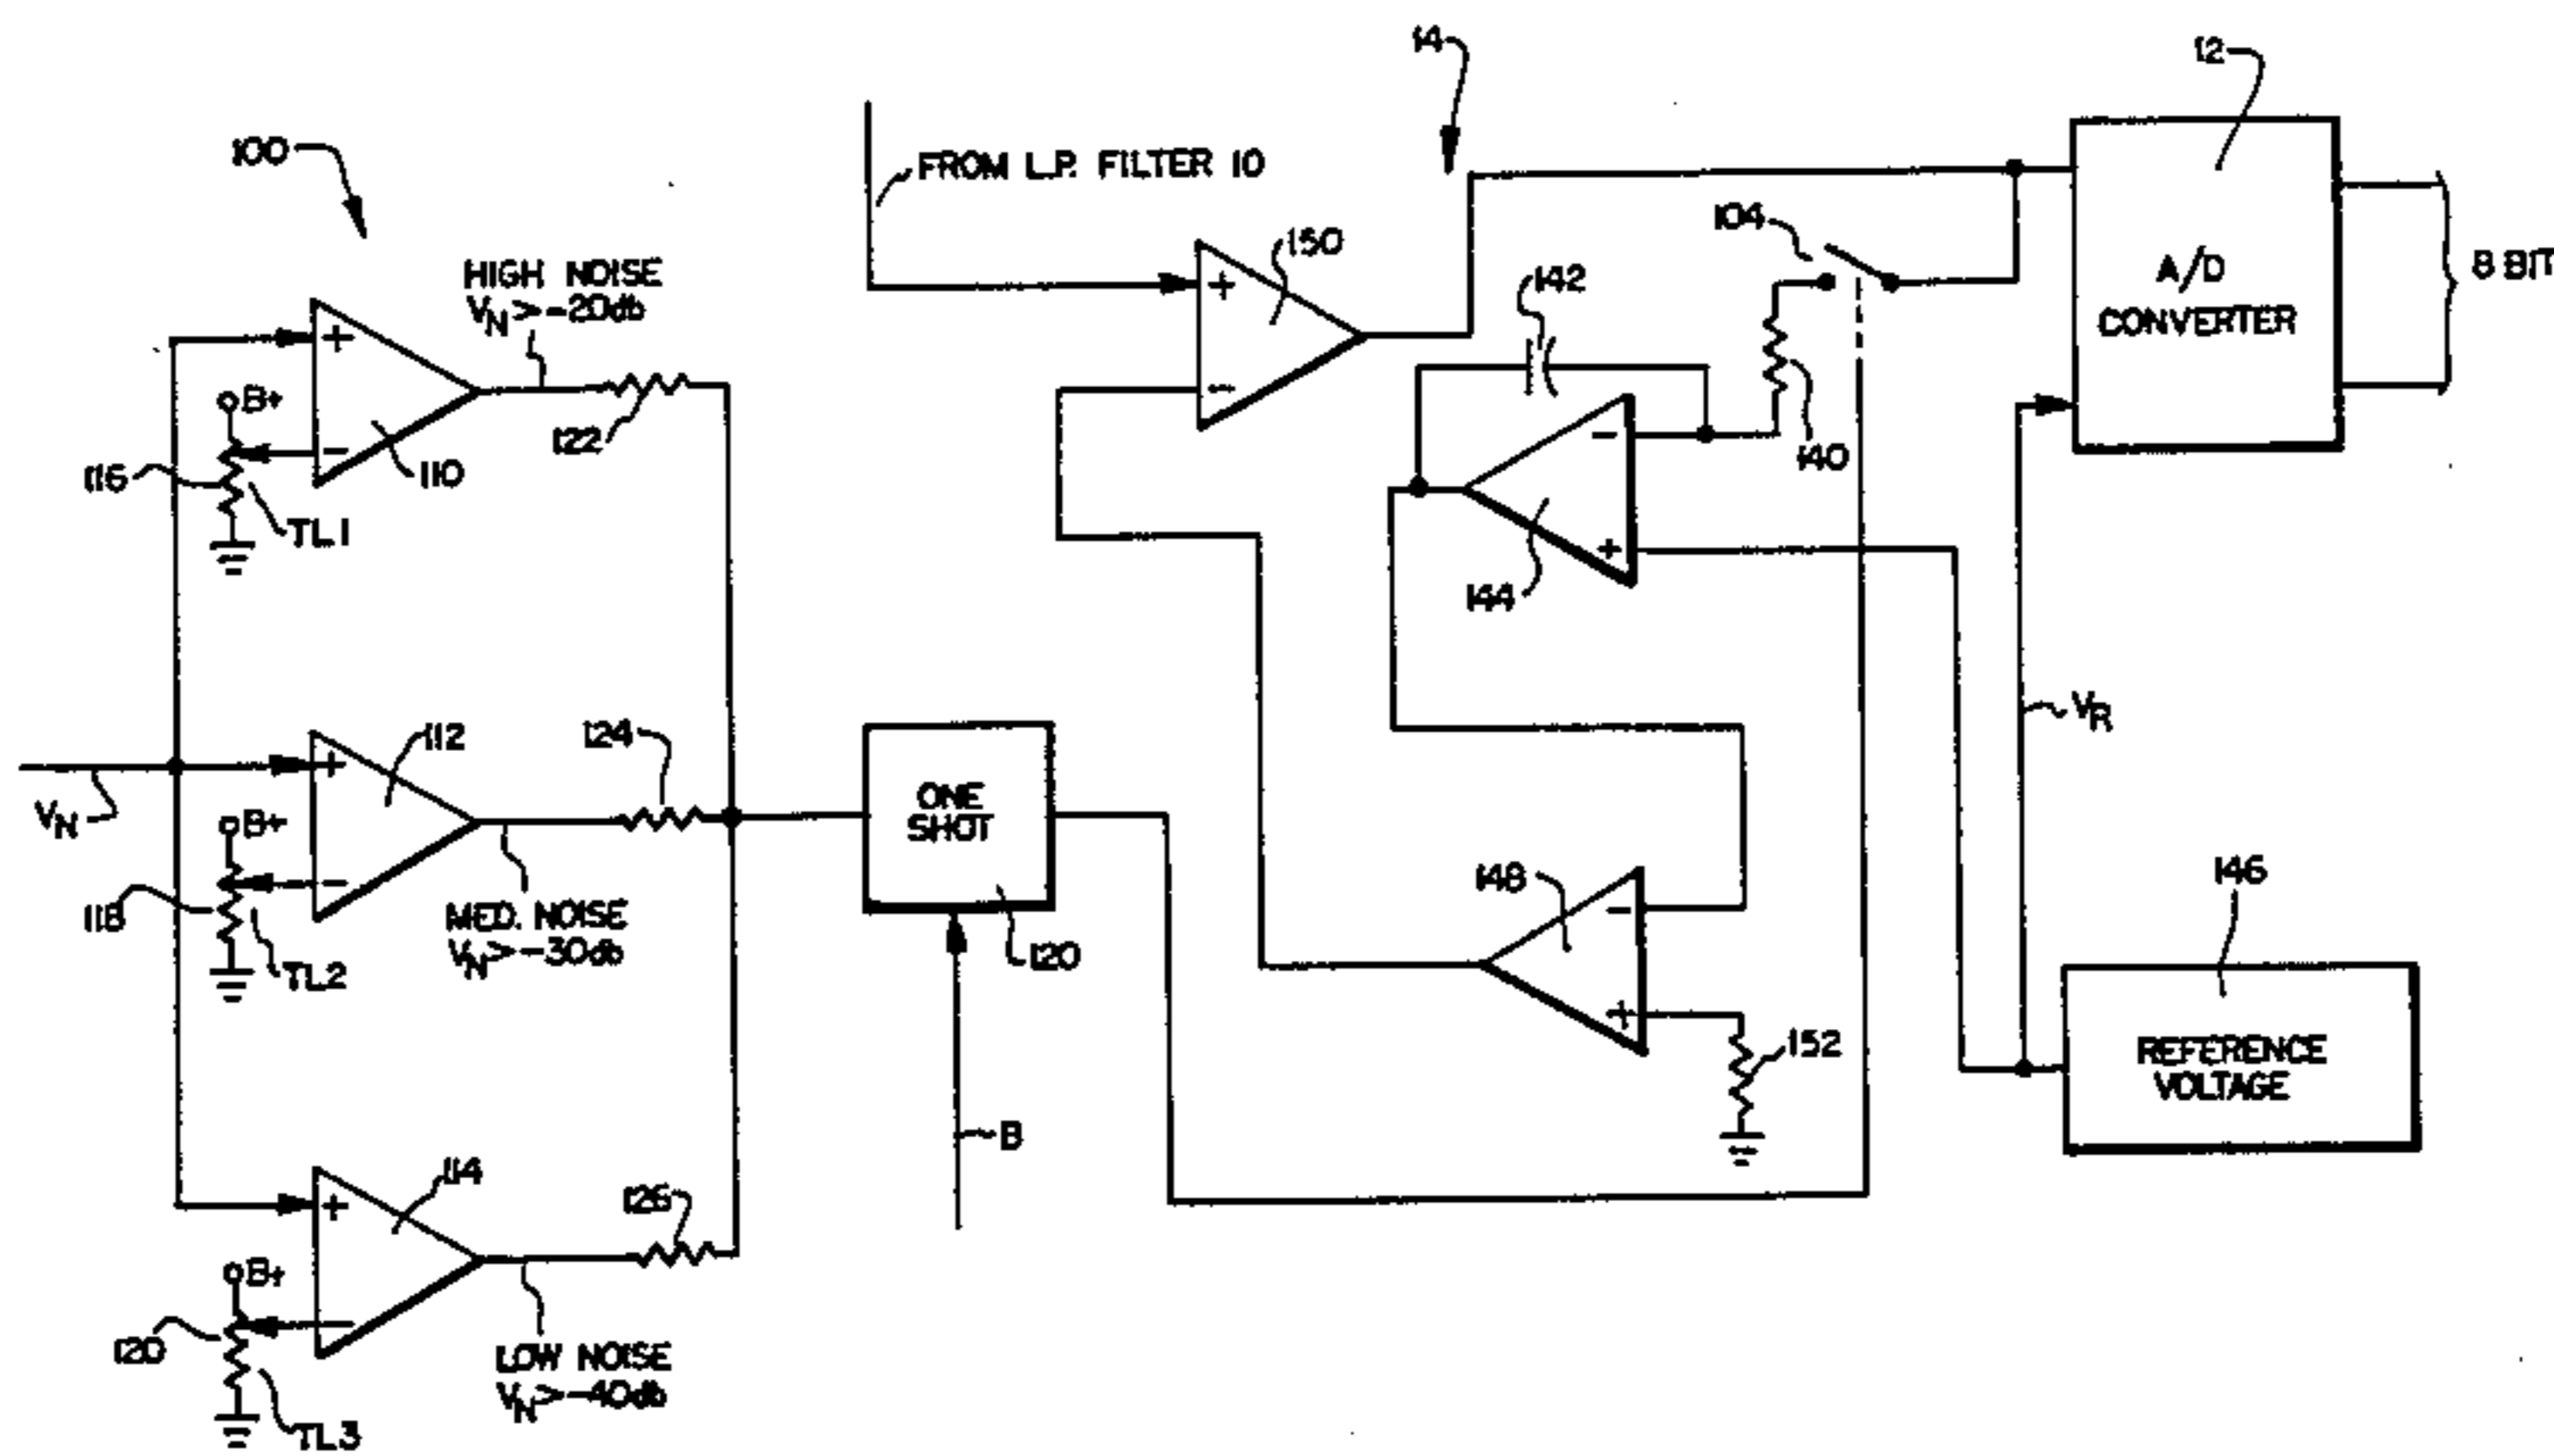 14
12
100
FROM L.P. FILTER 10
104
150
HIGH NOISE
VN > -20db
142
A/D
CONVERTER
8 BIT
+
-
B+
122
116
110
TL1
140
-
+
144
112
124
VN
B+
+
-
ONE
SHOT
VR
118
MED. NOISE
VN > -30db
TL2
120
148
146
-
+
152
REFERENCE
VOLTAGE
B
114
126
+
-
B+
120
LOW NOISE
VN > -40db
TL3